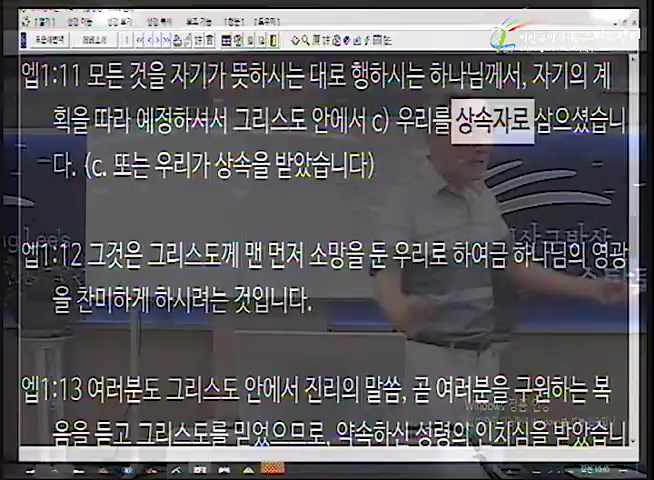 엡1:11 모든 것을 자기가 뜻하시는 대로 행하시는 하나님께서, 자기의 계
획을 따라 예정하셔서 그리스도 안에서 c) 우리를 상속자로 삼으셨습니
다. (c. 또는 우리가 상속을 받았습니다)
엡1:12 그것은 그리스도께 맨 먼저 소망을 둔 우리로 하여금 하나님의 영광
을 찬미하게 하시려는 것입니다.
엡1:13 여러분도 그리스도 안에서 진리의 말씀, 곧 여러분을 구원하는 복
음을 듣고 그리스도를 믿었으므로, 약속하신 성령의 인치심을 받았습니